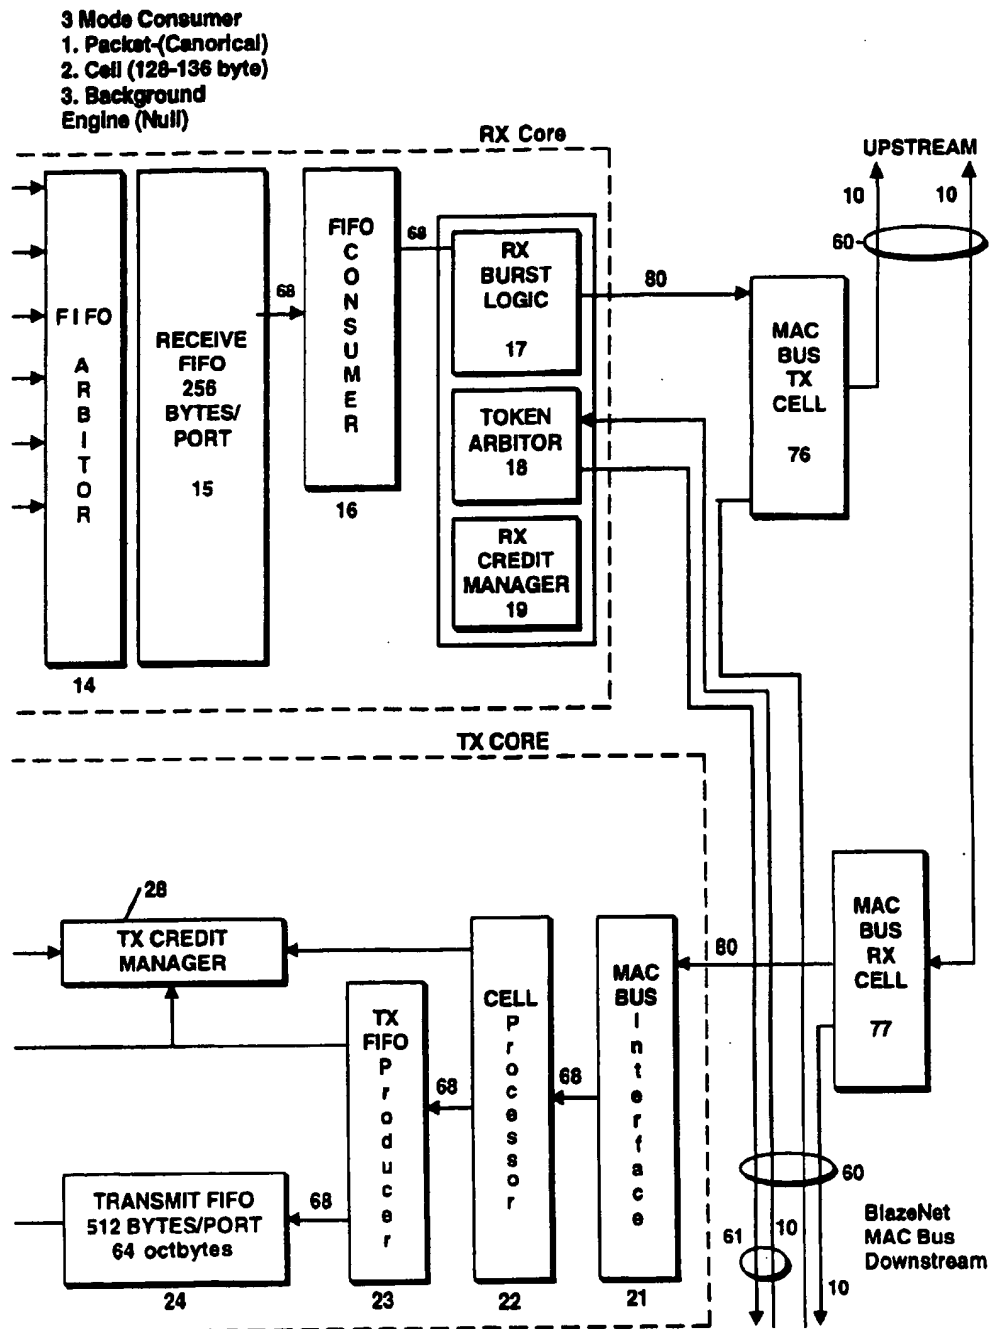 3 Mode Consumer
1. Packet-(Canorical)
2. Cell (128-136 byte)
3. Background
Engine (Null)
RX Core
UPSTREAM
10
10
60
FIFO
ARBITOR
14
RECEIVE
FIFO
256
BYTES/
PORT
15
68
FIFO
CONSUMER
16
68
RX
BURST
LOGIC
17
80
TOKEN
ARBITOR
18
RX
CREDIT
MANAGER
19
MAC
BUS
TX
CELL
76
TX CORE
28
TX CREDIT
MANAGER
TX
FIFO
Producer
23
68
CELL
Processor
22
68
MAC
BUS
Interface
21
80
MAC
BUS
RX
CELL
77
TRANSMIT FIFO
512 BYTES/PORT
64 octbytes
24
68
60
61
10
10
BlazeNet
MAC Bus
Downstream